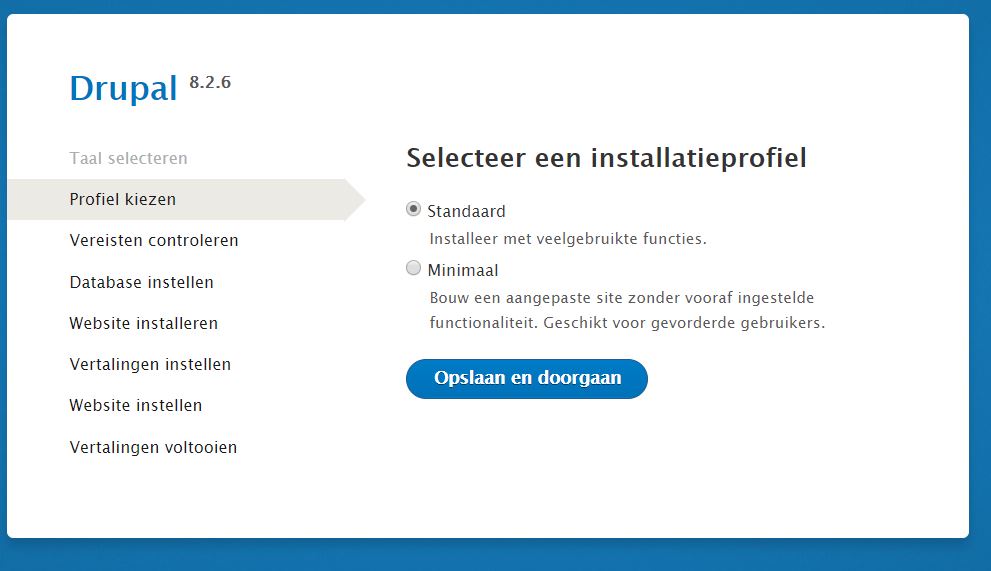 Drupal 8.2.6
Taal selecteren
Profiel kiezen
Vereisten controleren
Database instellen
Website installeren
Vertalingen instellen
Website instellen
Vertalingen voltooien
Selecteer een installatieprofiel
Standaard
Installeer met veelgebruikte functies.
Minimaal
Bouw een aangepaste site zonder vooraf ingestelde
functionaliteit. Geschikt voor gevorderde gebruikers.
Opslaan en doorgaan